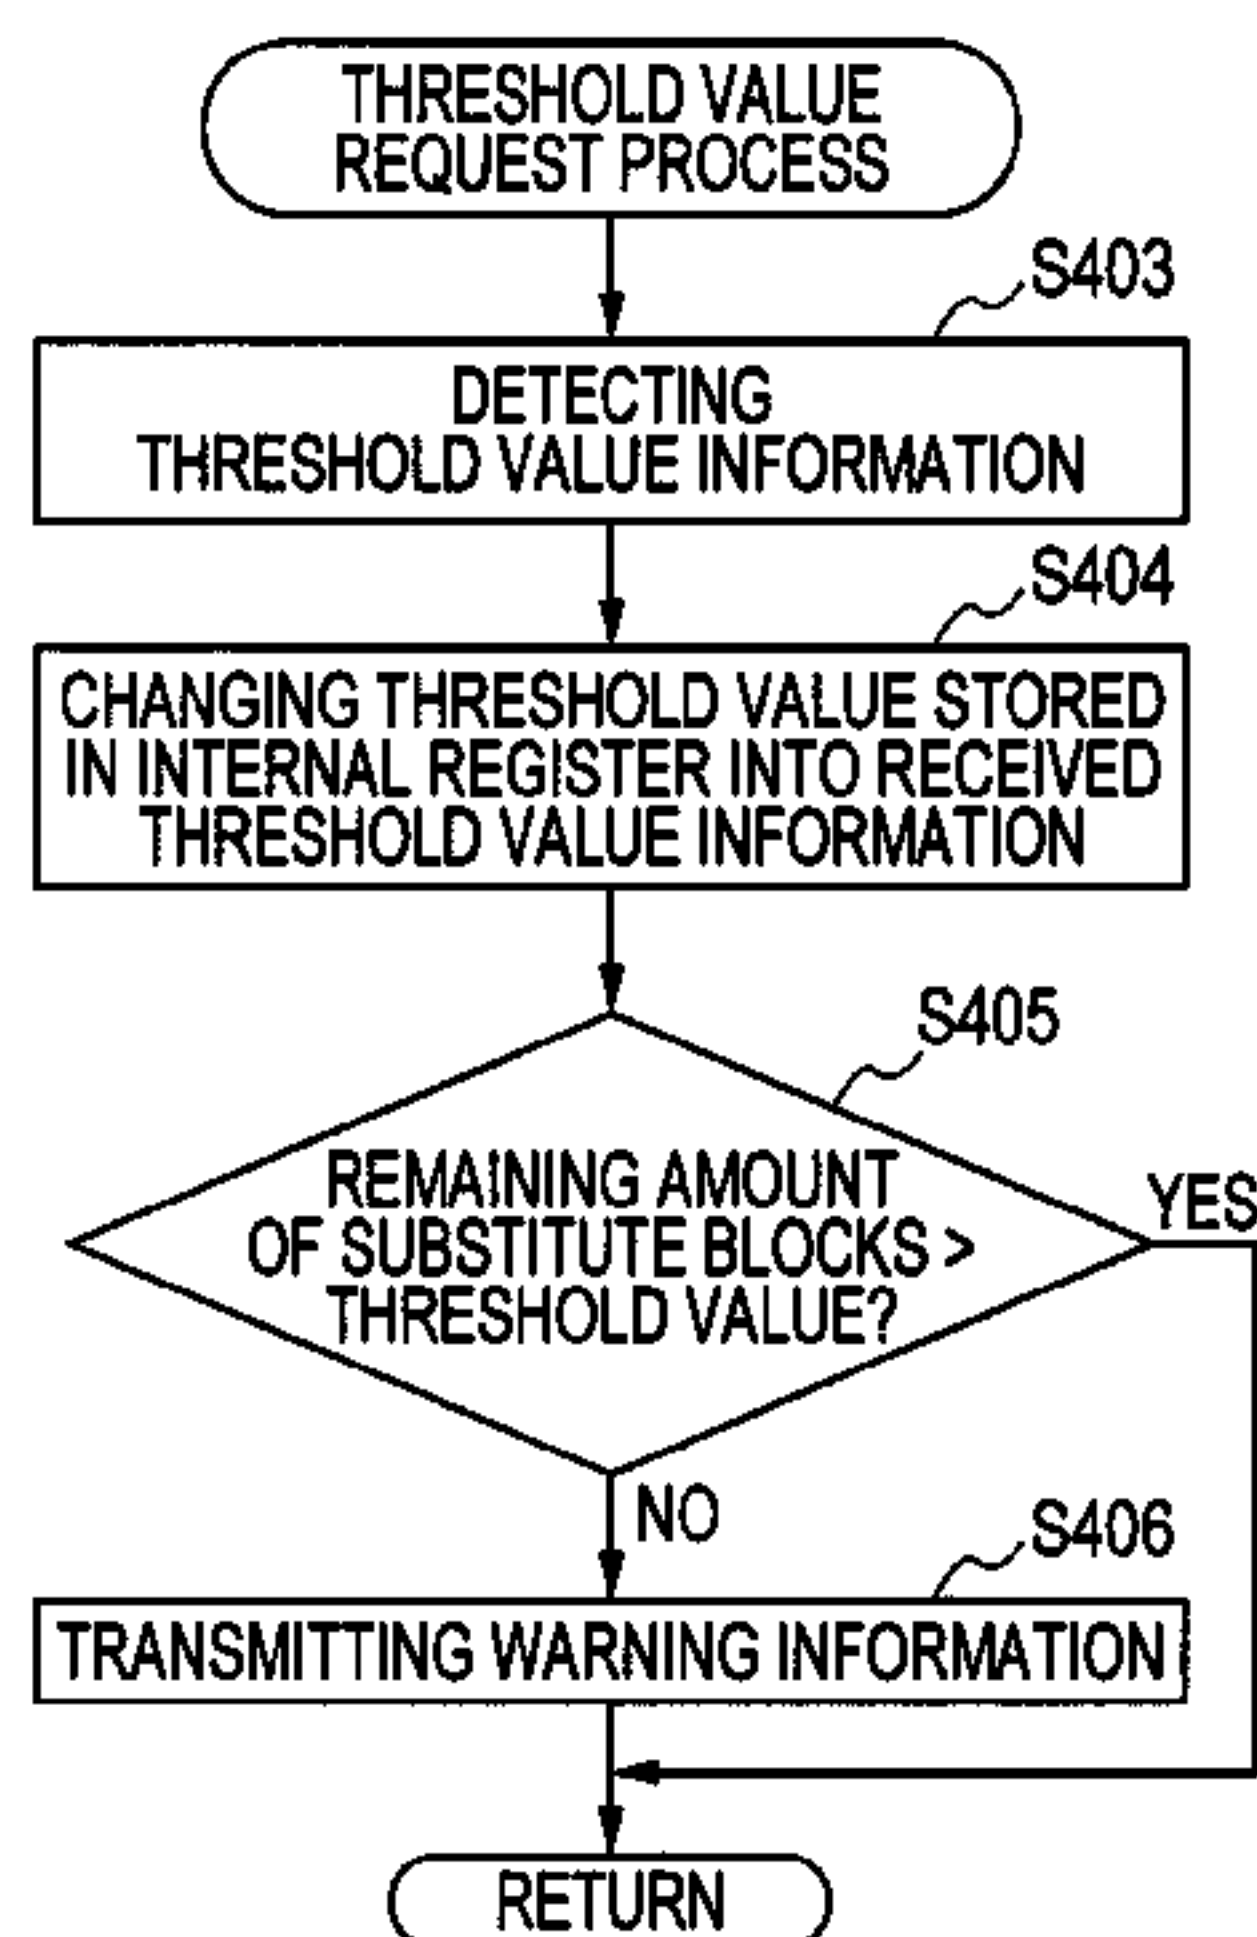 THRESHOLD VALUE
REQUEST PROCESS
S403
DETECTING
THRESHOLD VALUE INFORMATION
S404
CHANGING THRESHOLD VALUE STORED
IN INTERNAL REGISTER INTO RECEIVED
THRESHOLD VALUE INFORMATION
S405
REMAINING AMOUNT
OF SUBSTITUTE BLOCKS >
THRESHOLD VALUE?
YES
NO
S406
TRANSMITTING WARNING INFORMATION
RETURN